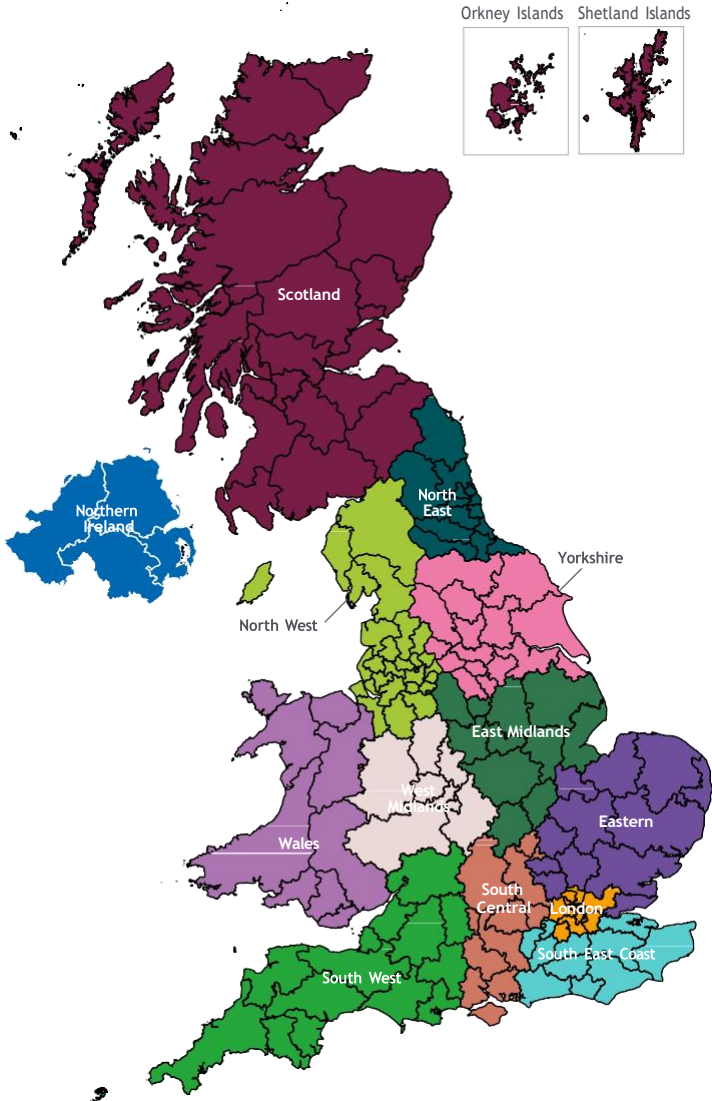 Orkney Islands
Shetland Islands
Scotland
Northern
Ireland
North
East
Yorkshire
North West
East Midlands
West
Midlands
Eastern
Wales
South
Central
London
South East Coast
South West